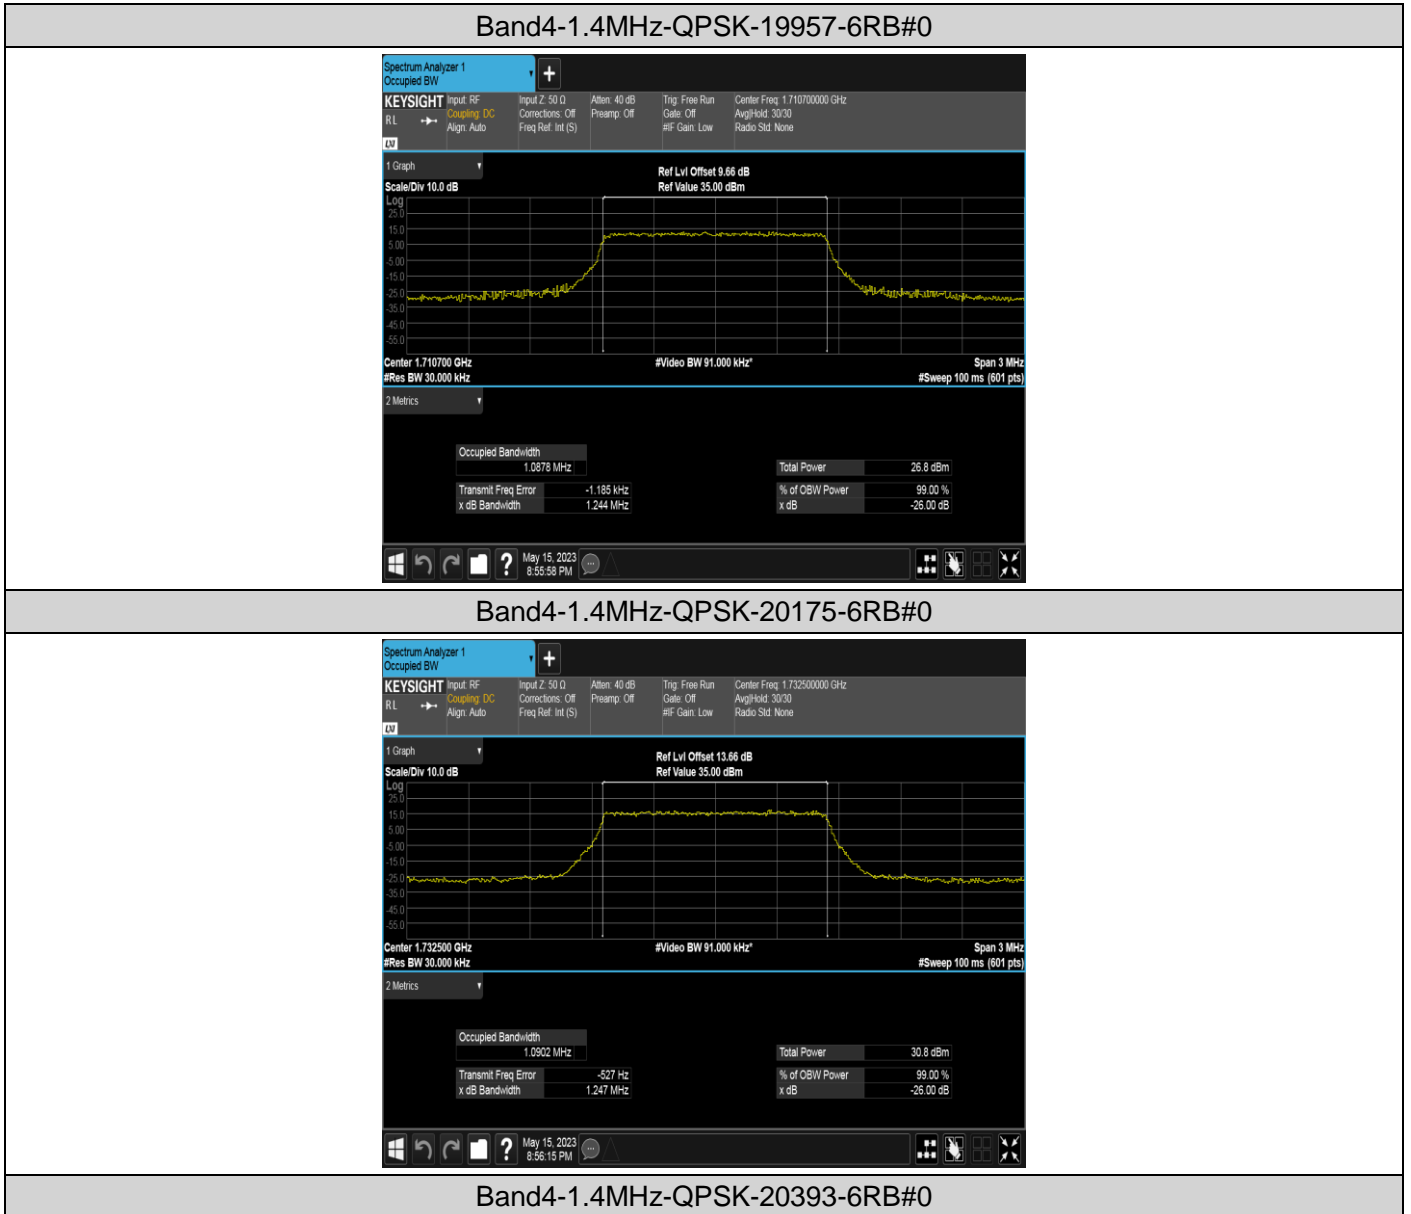 Band4-1.4MHz-QPSK-19957-6RB#0
Spectrum Analyzer 1
Occupied BW
+
KEYSIGHT Input: RF Input Z: 50 Ω Atten: 40 dB Trig: Free Run Center Freq: 1.710700000 GHz
RL Coupling: DC Corrections: Off Preamp: Off Gate: Off Avg|Hold: 30/30
Align: Auto Freq Ref: Int (S) #IF Gain: Low Radio Std: None
LXI
1 Graph
Ref Lvl Offset 9.66 dB
Scale/Div 10.0 dB Ref Value 35.00 dBm
Log
25.0
15.0
5.00
-5.00
-15.0
-25.0
-35.0
-45.0
-55.0
Center 1.710700 GHz #Video BW 91.000 kHz* Span 3 MHz
#Res BW 30.000 kHz #Sweep 100 ms (601 pts)
2 Metrics
Occupied Bandwidth
1.0878 MHz Total Power 26.8 dBm
Transmit Freq Error -1.185 kHz % of OBW Power 99.00 %
x dB Bandwidth 1.244 MHz x dB -26.00 dB
? May 15, 2023
8:55:58 PM
Band4-1.4MHz-QPSK-20175-6RB#0
Spectrum Analyzer 1
Occupied BW
+
KEYSIGHT Input: RF Input Z: 50 Ω Atten: 40 dB Trig: Free Run Center Freq: 1.732500000 GHz
RL Coupling: DC Corrections: Off Preamp: Off Gate: Off Avg|Hold: 30/30
Align: Auto Freq Ref: Int (S) #IF Gain: Low Radio Std: None
LXI
1 Graph
Ref Lvl Offset 13.66 dB
Scale/Div 10.0 dB Ref Value 35.00 dBm
Log
25.0
15.0
5.00
-5.00
-15.0
-25.0
-35.0
-45.0
-55.0
Center 1.732500 GHz #Video BW 91.000 kHz* Span 3 MHz
#Res BW 30.000 kHz #Sweep 100 ms (601 pts)
2 Metrics
Occupied Bandwidth
1.0902 MHz Total Power 30.8 dBm
Transmit Freq Error -527 Hz % of OBW Power 99.00 %
x dB Bandwidth 1.247 MHz x dB -26.00 dB
? May 15, 2023
8:56:15 PM
Band4-1.4MHz-QPSK-20393-6RB#0